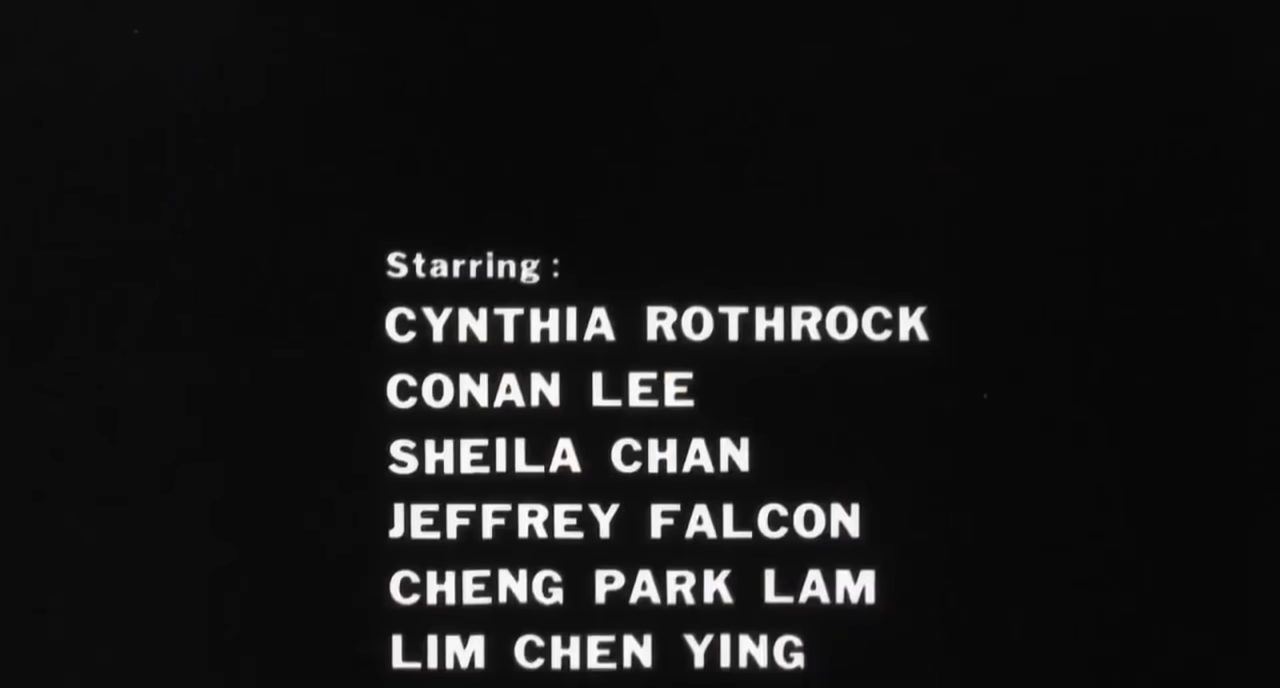 Starring :
CYNTHIA ROTHROCK
CONAN LEE
SHEILA CHAN
JEFFREY FALCON
CHENG PARK LAM
LIM CHEN YING